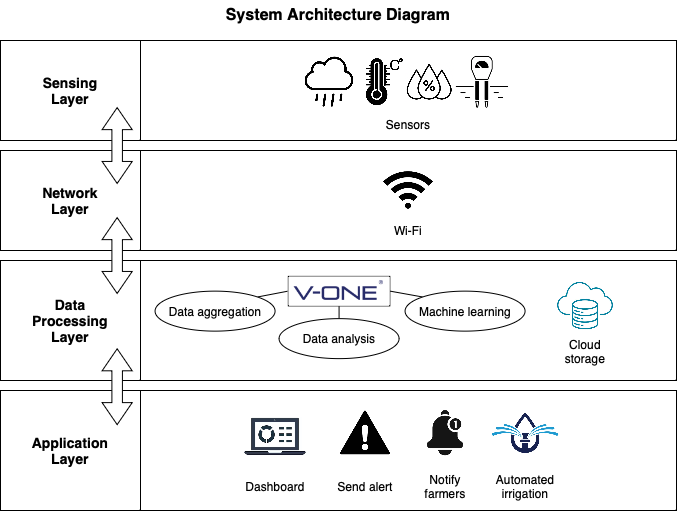 System Architecture Diagram
Sensing
Layer
C°
%
Sensors
Network
Layer
Wi-Fi
Data
Processing
Layer
V-ONE®
Data aggregation
Machine learning
Data analysis
Cloud
storage
Application
Layer
1
Dashboard
Send alert
Notify
farmers
Automated
irrigation